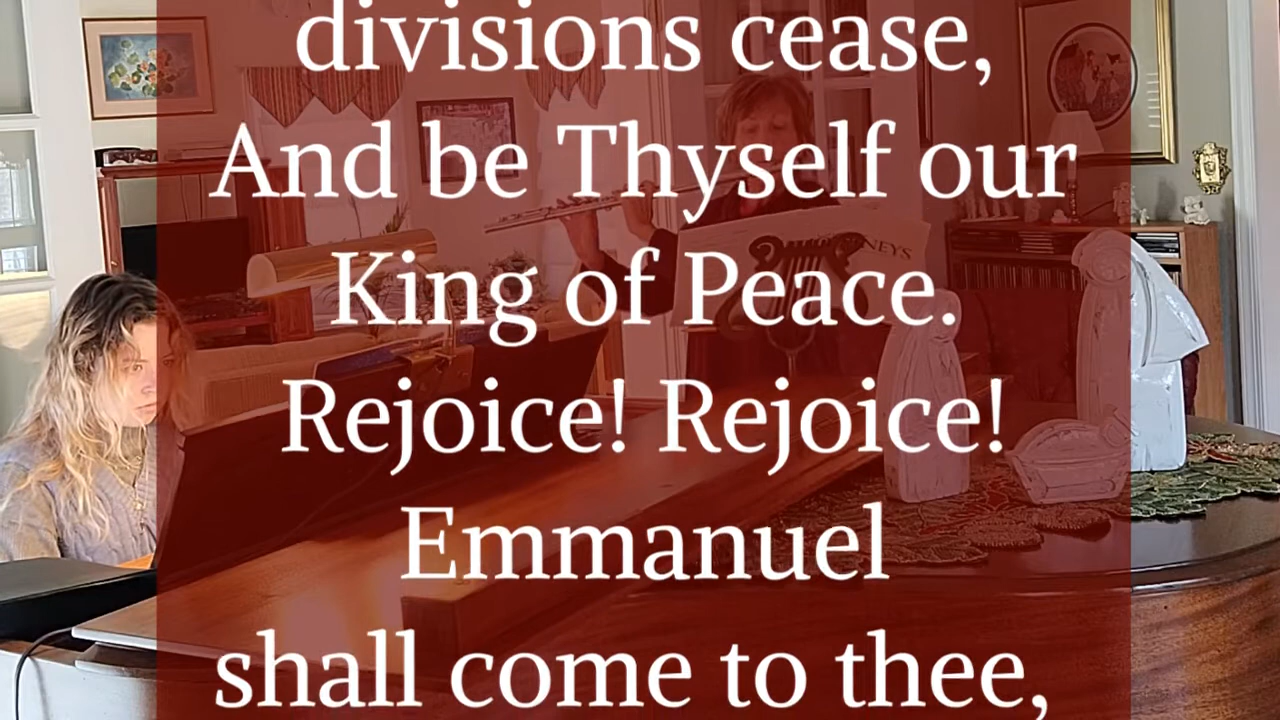 divisions cease,
And be Thyself our
King of Peace.
Rejoice! Rejoice!
Emmanuel
shall come to thee,